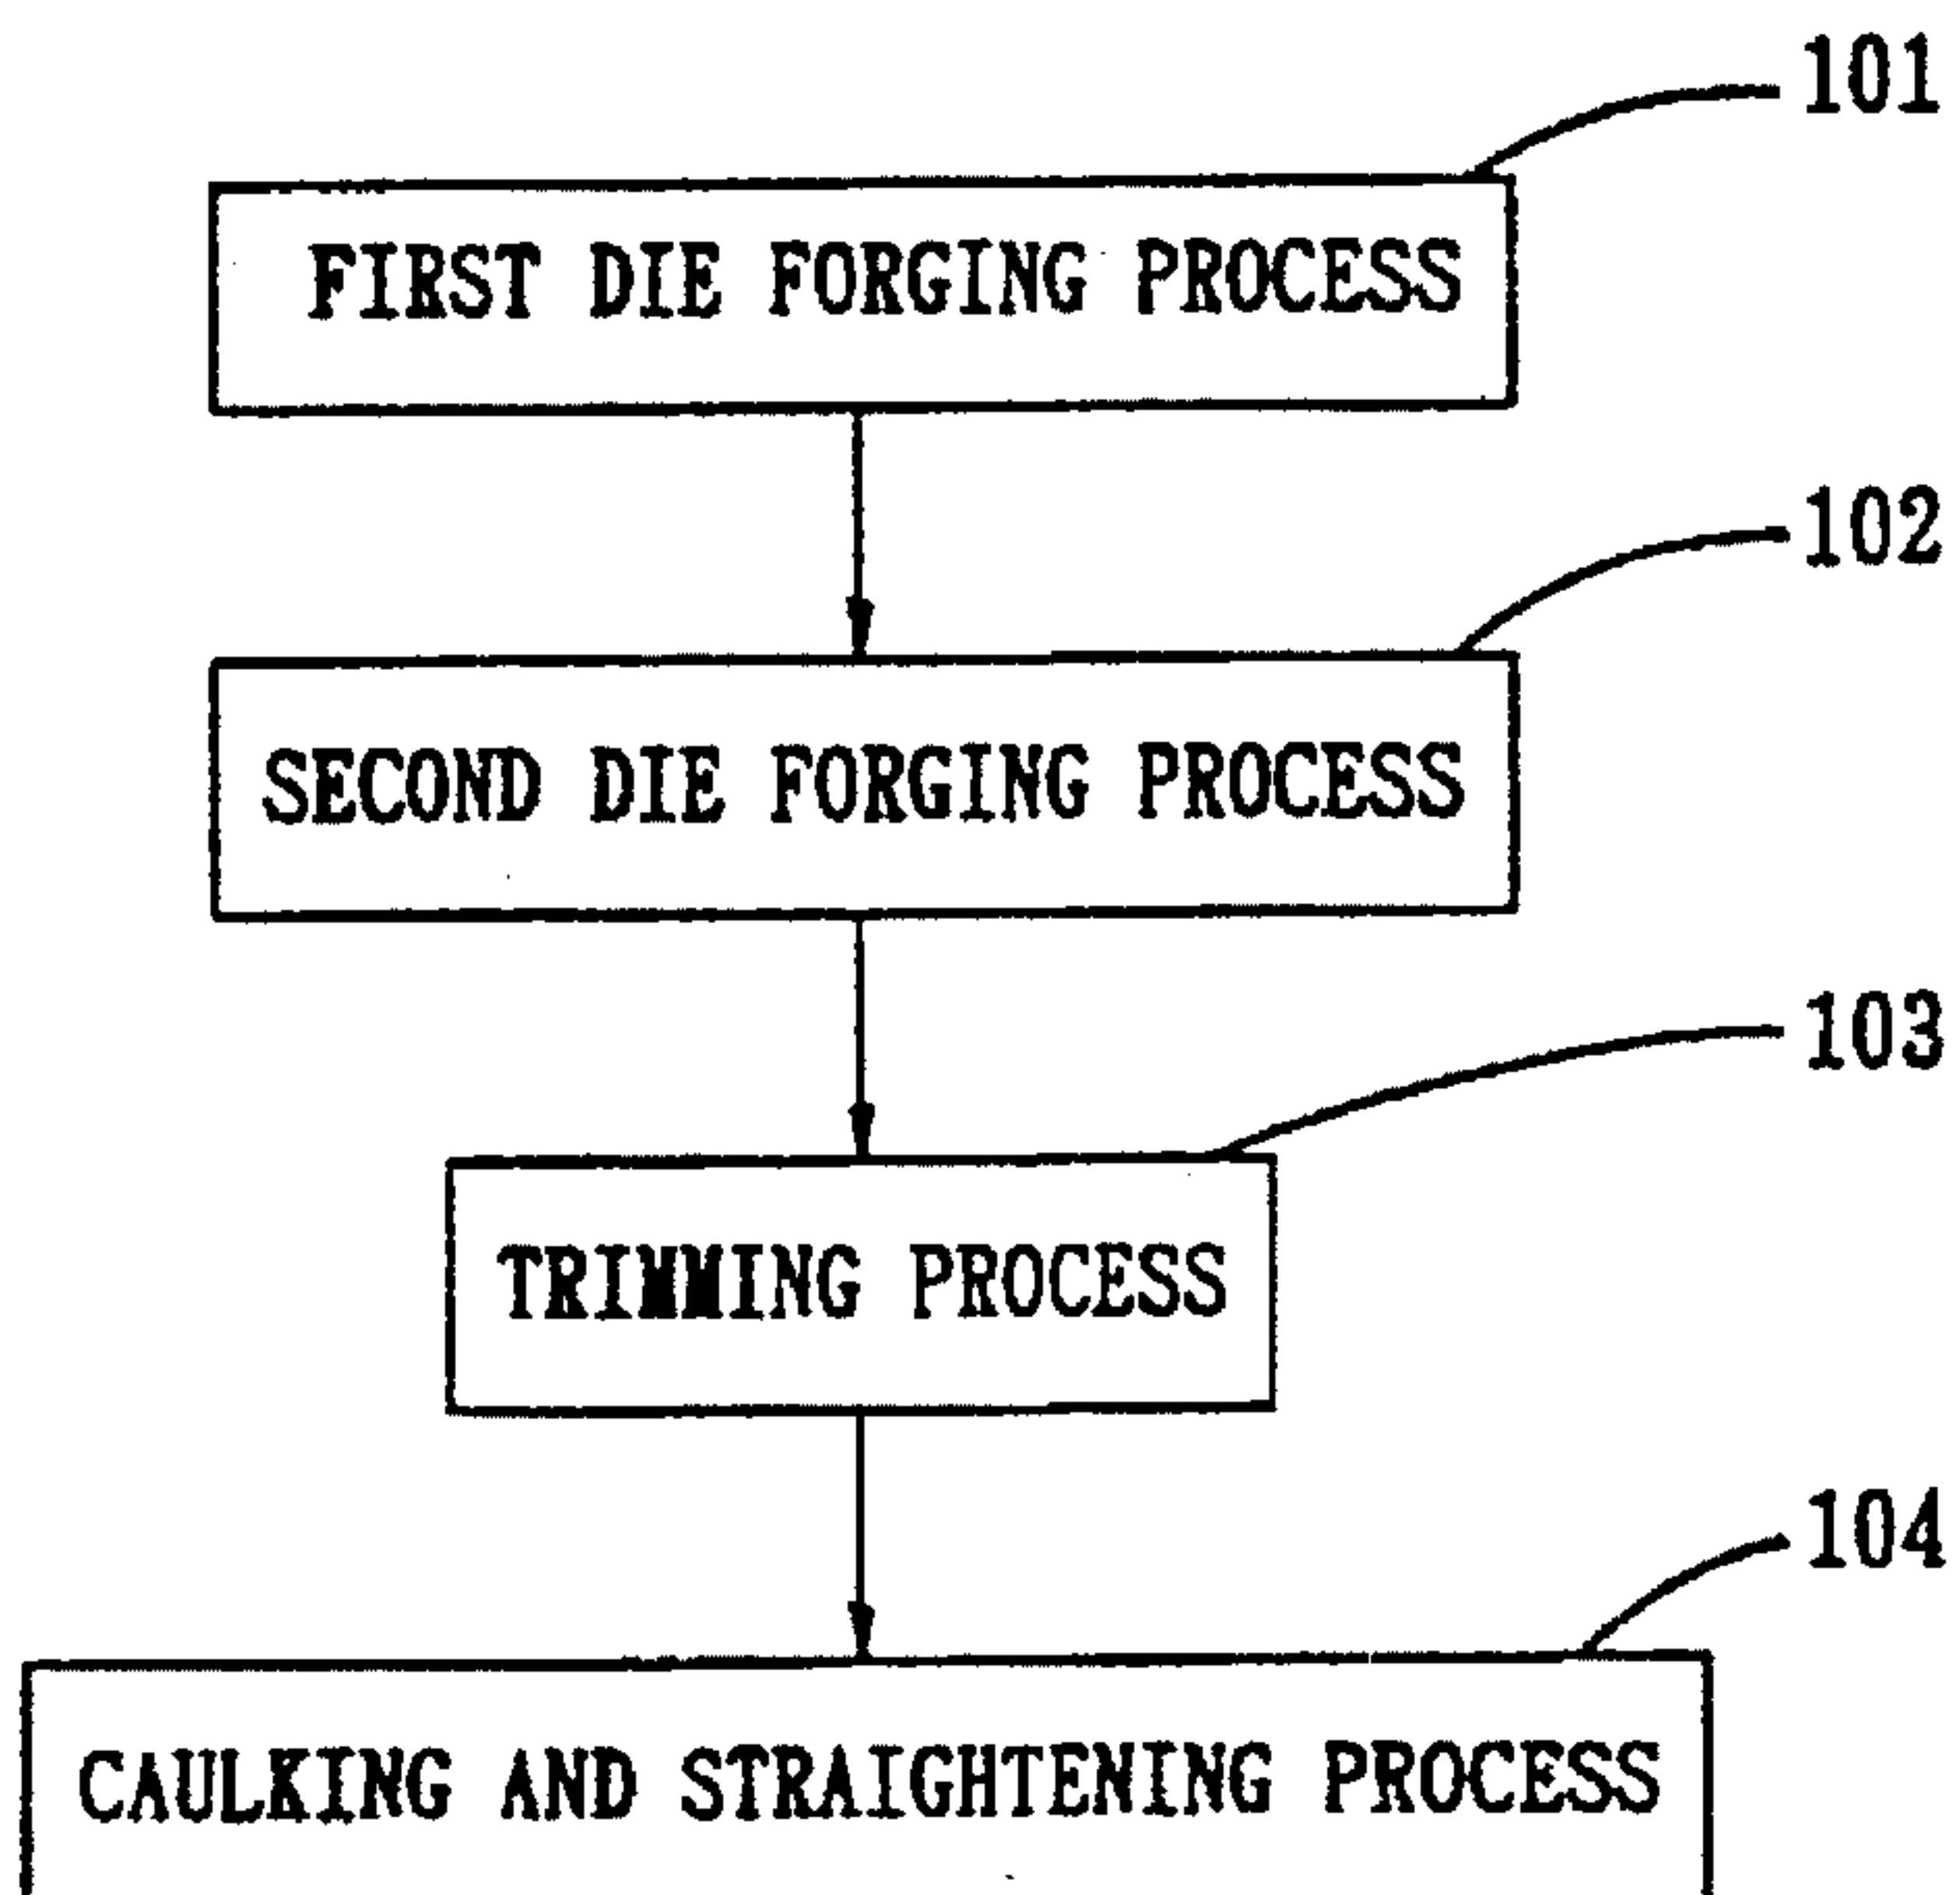 101
FIRST DIE FORGING PROCESS
102
SECOND DIE FORGING PROCESS
103
TRIMMING PROCESS
104
CAULKING AND STRAIGHTENING PROCESS